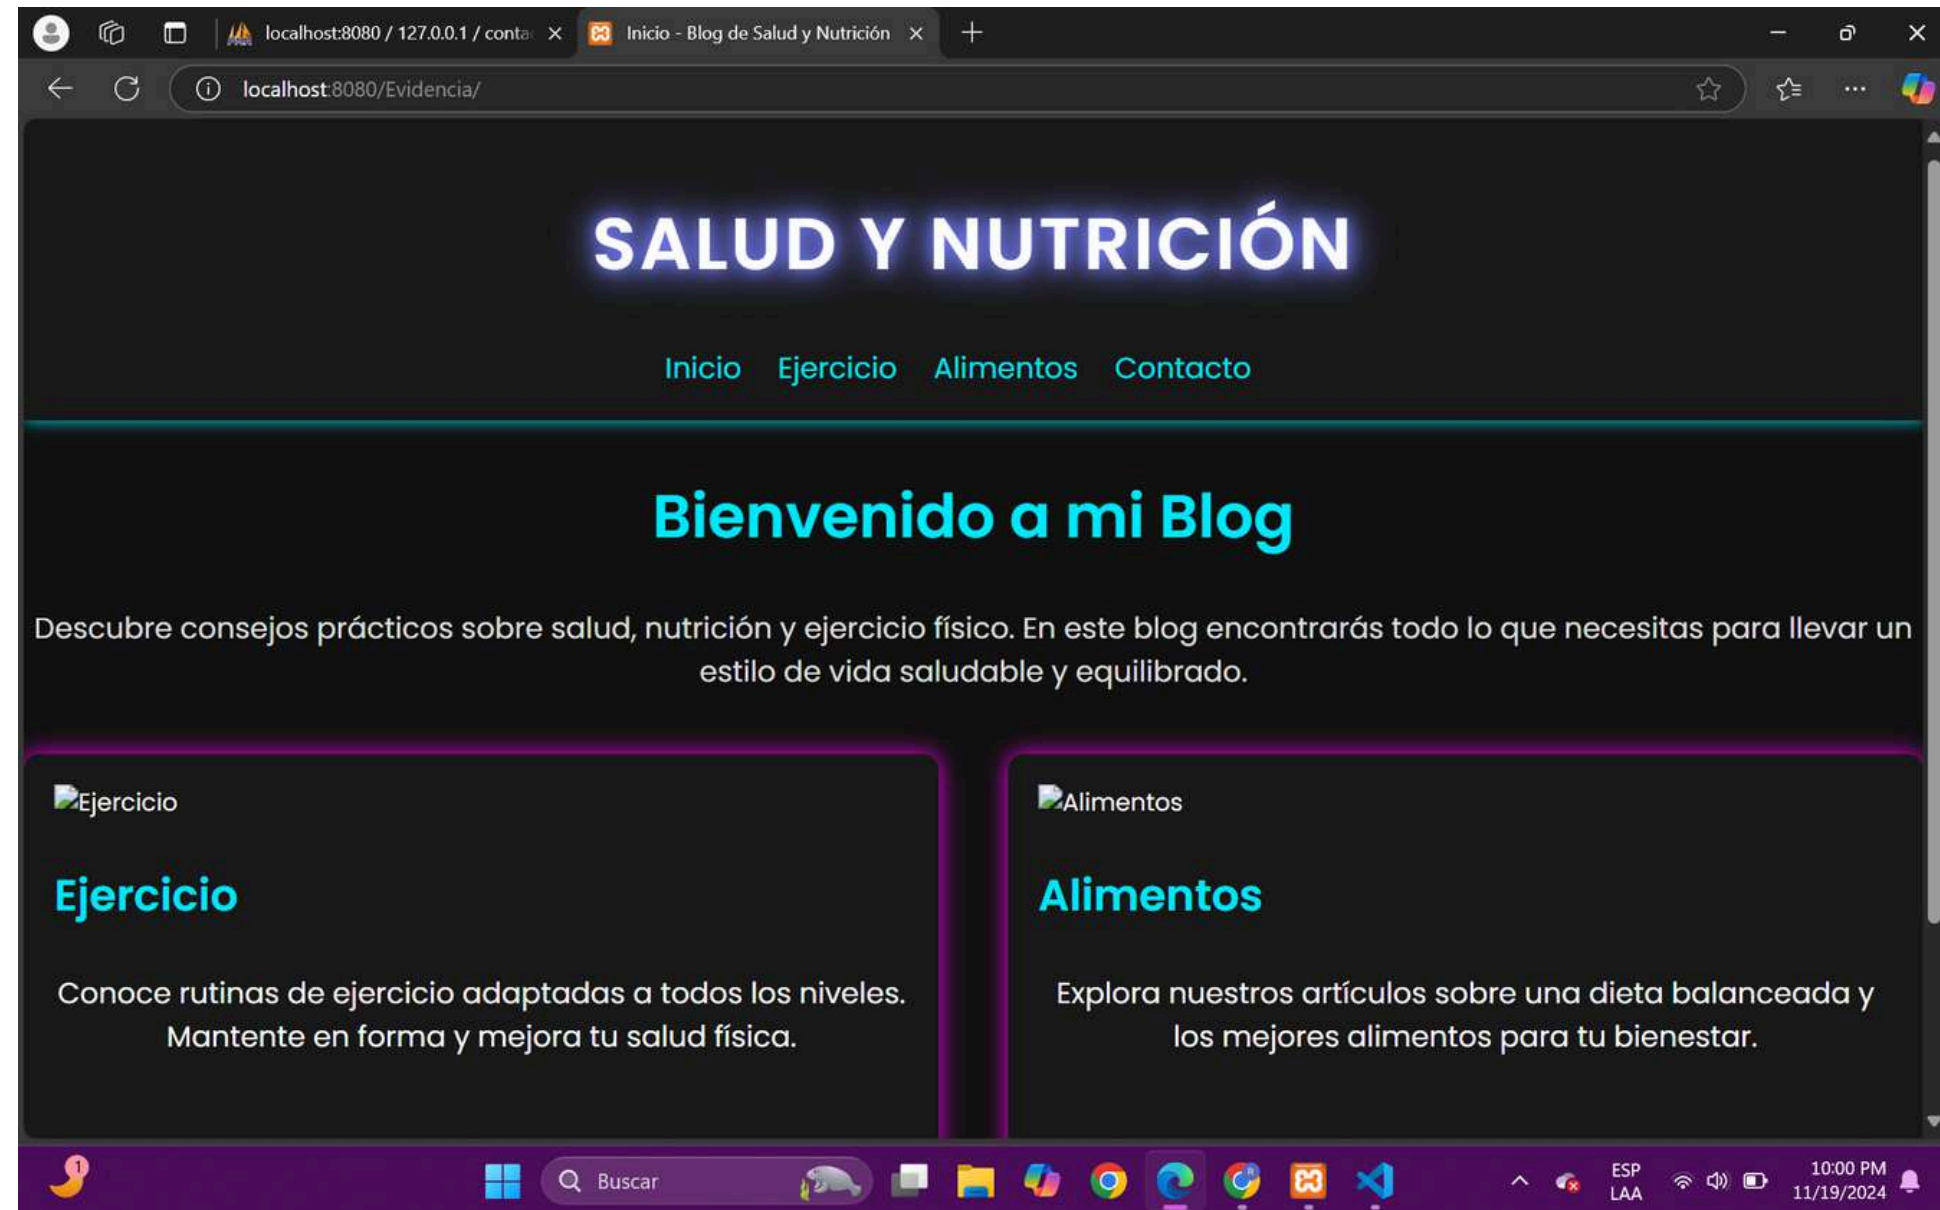 localhost:8080 / 127.0.0.1 / conta
Inicio - Blog de Salud y Nutrición
localhost:8080/Evidencia/
SALUD Y NUTRICIÓN
Inicio Ejercicio Alimentos Contacto
Bienvenido a mi Blog
Descubre consejos prácticos sobre salud, nutrición y ejercicio físico. En este blog encontrarás todo lo que necesitas para llevar un
estilo de vida saludable y equilibrado.
Ejercicio
Ejercicio
Conoce rutinas de ejercicio adaptadas a todos los niveles.
Mantente en forma y mejora tu salud física.
Alimentos
Alimentos
Explora nuestros artículos sobre una dieta balanceada y
los mejores alimentos para tu bienestar.
1
Buscar
ESP
LAA
10:00 PM
11/19/2024